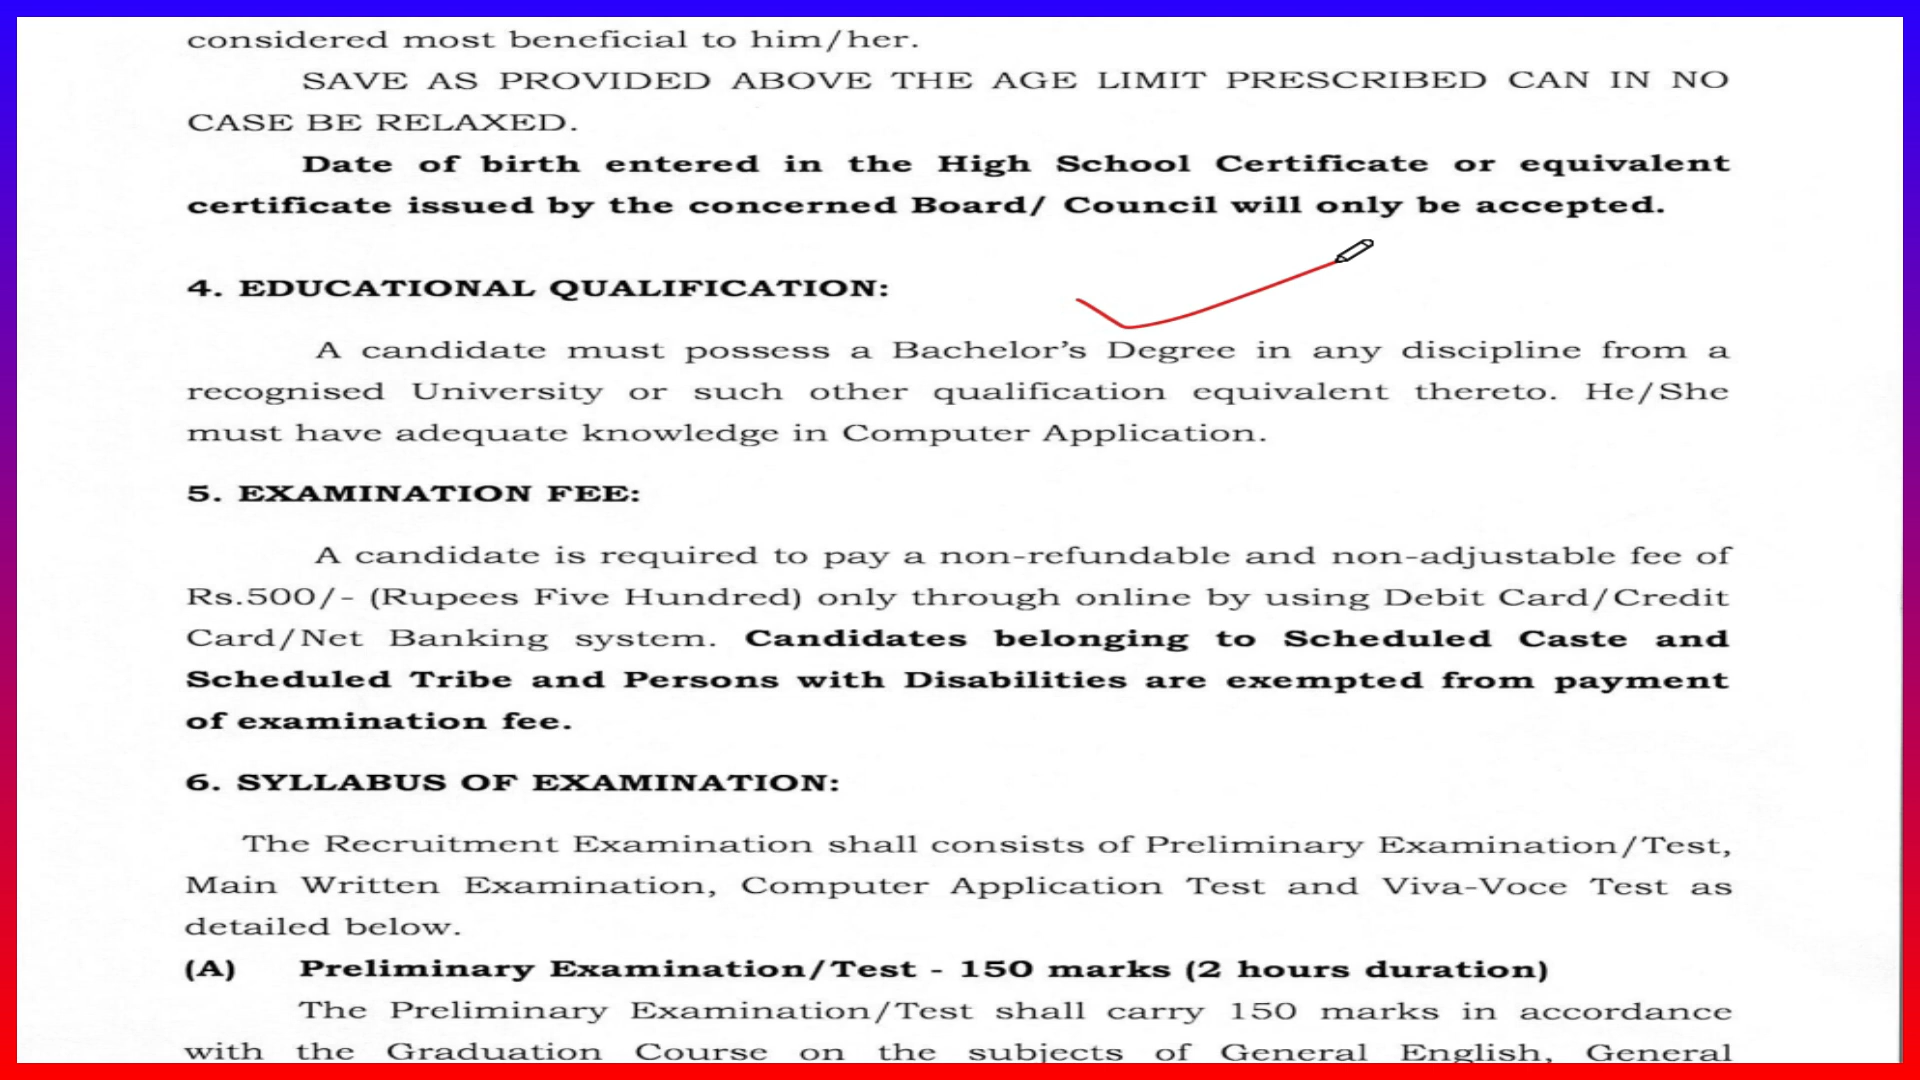 considered most beneficial to him/her.
SAVE AS PROVIDED ABOVE THE AGE LIMIT PRESCRIBED CAN IN NO
CASE BE RELAXED.
Date of birth entered in the High School Certificate or equivalent
certificate issued by the concerned Board/ Council will only be accepted.
4. EDUCATIONAL QUALIFICATION:
A candidate must possess a Bachelor's Degree in any discipline from a
recognised University or such other qualification equivalent thereto. He/She
must have adequate knowledge in Computer Application.
5. EXAMINATION FEE:
A candidate is required to pay a non-refundable and non-adjustable fee of
Rs.500/- (Rupees Five Hundred) only through online by using Debit Card/Credit
Card/Net Banking system. Candidates belonging to Scheduled Caste and
Scheduled Tribe and Persons with Disabilities are exempted from payment
of examination fee.
6. SYLLABUS OF EXAMINATION:
The Recruitment Examination shall consists of Preliminary Examination/Test,
Main Written Examination, Computer Application Test and Viva-Voce Test as
detailed below.
(A) Preliminary Examination/Test - 150 marks (2 hours duration)
The Preliminary Examination/Test shall carry 150 marks in accordance
with the Graduation Course on the subjects of General English, General